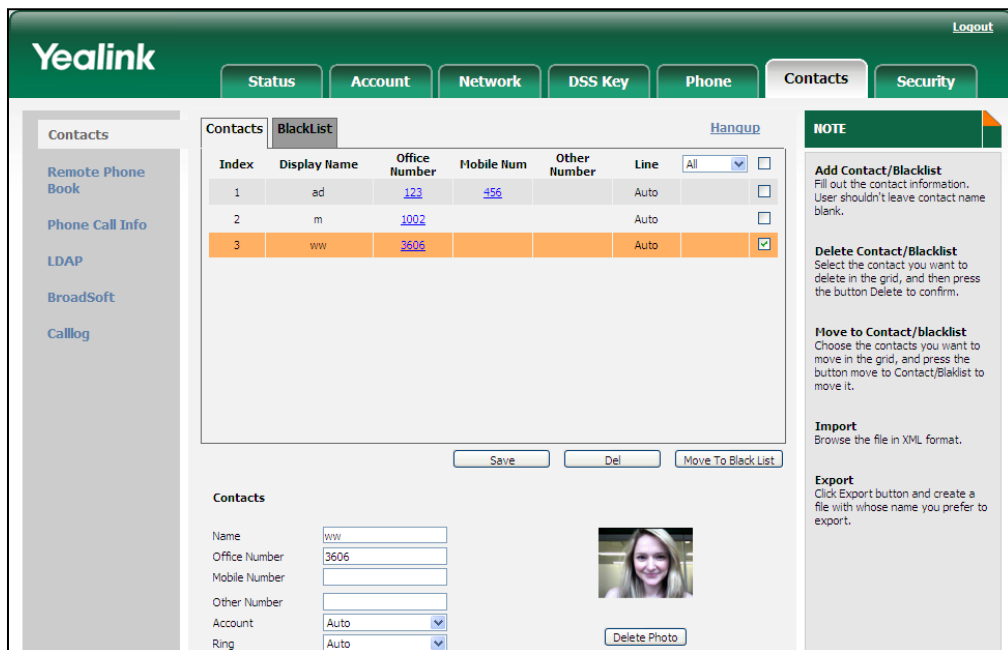 Logout
Yealink
Status Account Network DSS Key Phone Contacts Security
Contacts
Remote Phone
Book
Phone Call Info
LDAP
BroadSoft
Calllog
Contacts BlackList Hangup
Index Display Name Office Number Mobile Num Other Number Line All
1 ad 123 456 Auto
2 m 1002 Auto
3 ww 3606 Auto
Save Del Move To Black List
Contacts
Name ww
Office Number 3606
Mobile Number
Other Number
Account Auto
Ring Auto
Delete Photo
NOTE
Add Contact/Blacklist
Fill out the contact information.
User shouldn't leave contact name
blank.
Delete Contact/Blacklist
Select the contact you want to
delete in the grid, and then press
the button Delete to confirm.
Move to Contact/blacklist
Choose the contacts you want to
move in the grid, and press the
button move to Contact/Blaklist to
move it.
Import
Browse the file in XML format.
Export
Click Export button and create a
file with whose name you prefer to
export.